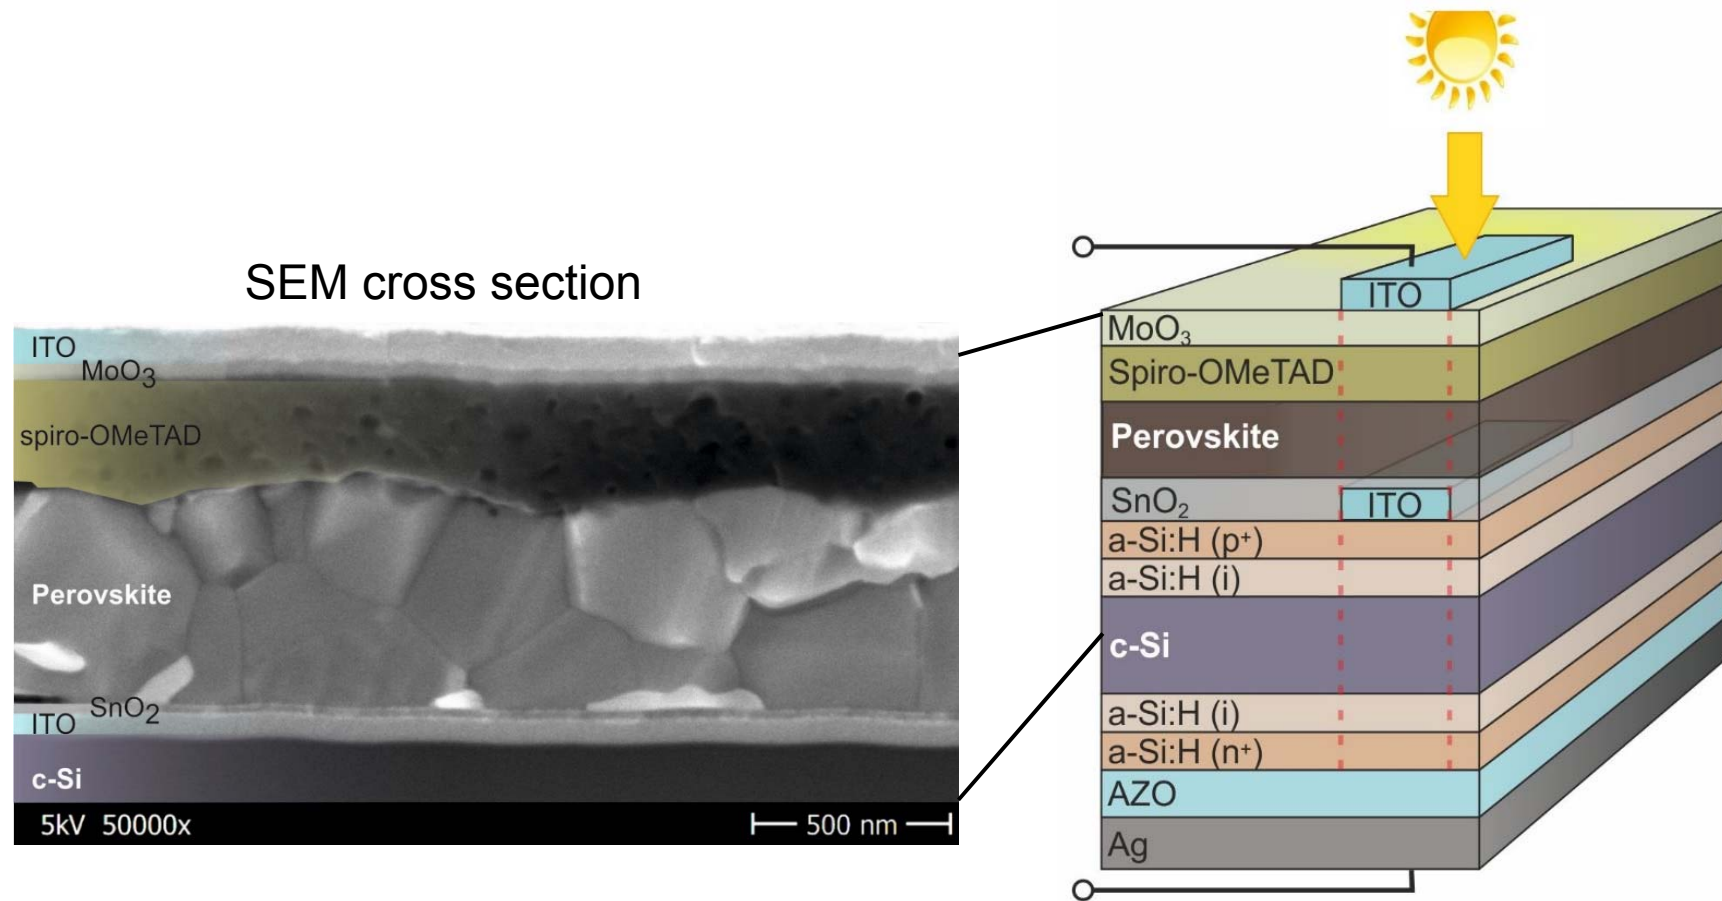 SEM cross section
ITO
MoO₃
spiro-OMeTAD
Perovskite
SnO₂
ITO
c-Si
5kV 50000x
500 nm
ITO
MoO₃
Spiro-OMeTAD
Perovskite
SnO₂
ITO
a-Si:H (p⁺)
a-Si:H (i)
c-Si
a-Si:H (i)
a-Si:H (n⁺)
AZO
Ag